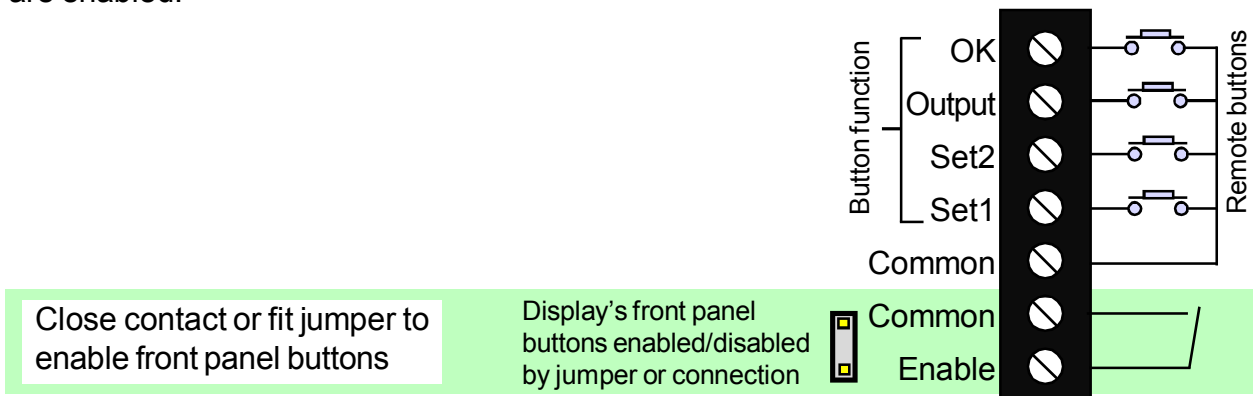 are enabled.
Button function
OK
Output
Set2
Set1
Common
Common
Enable
Remote buttons
Close contact or fit jumper to
enable front panel buttons
Display's front panel
buttons enabled/disabled
by jumper or connection